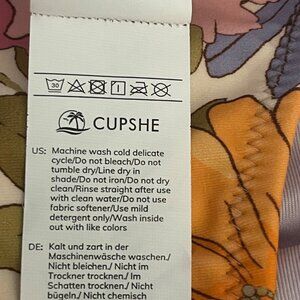 30
CUPSHE
US: Machine wash cold delicate
cycle/Do not bleach/Do not
tumble dry/Line dry in
shade/Do not iron/Do not dry
clean/Rinse straight after use
with clean water/Do not use
fabric softener/Use mild
detergent only/Wash inside
out with like colors
DE: Kalt und zart in der
Maschinenwäsche waschen./
Nicht bleichen./ Nicht im
Trockner trocknen./ Im
Schatten trocknen./ Nicht
bügeln./ Nicht chemisch